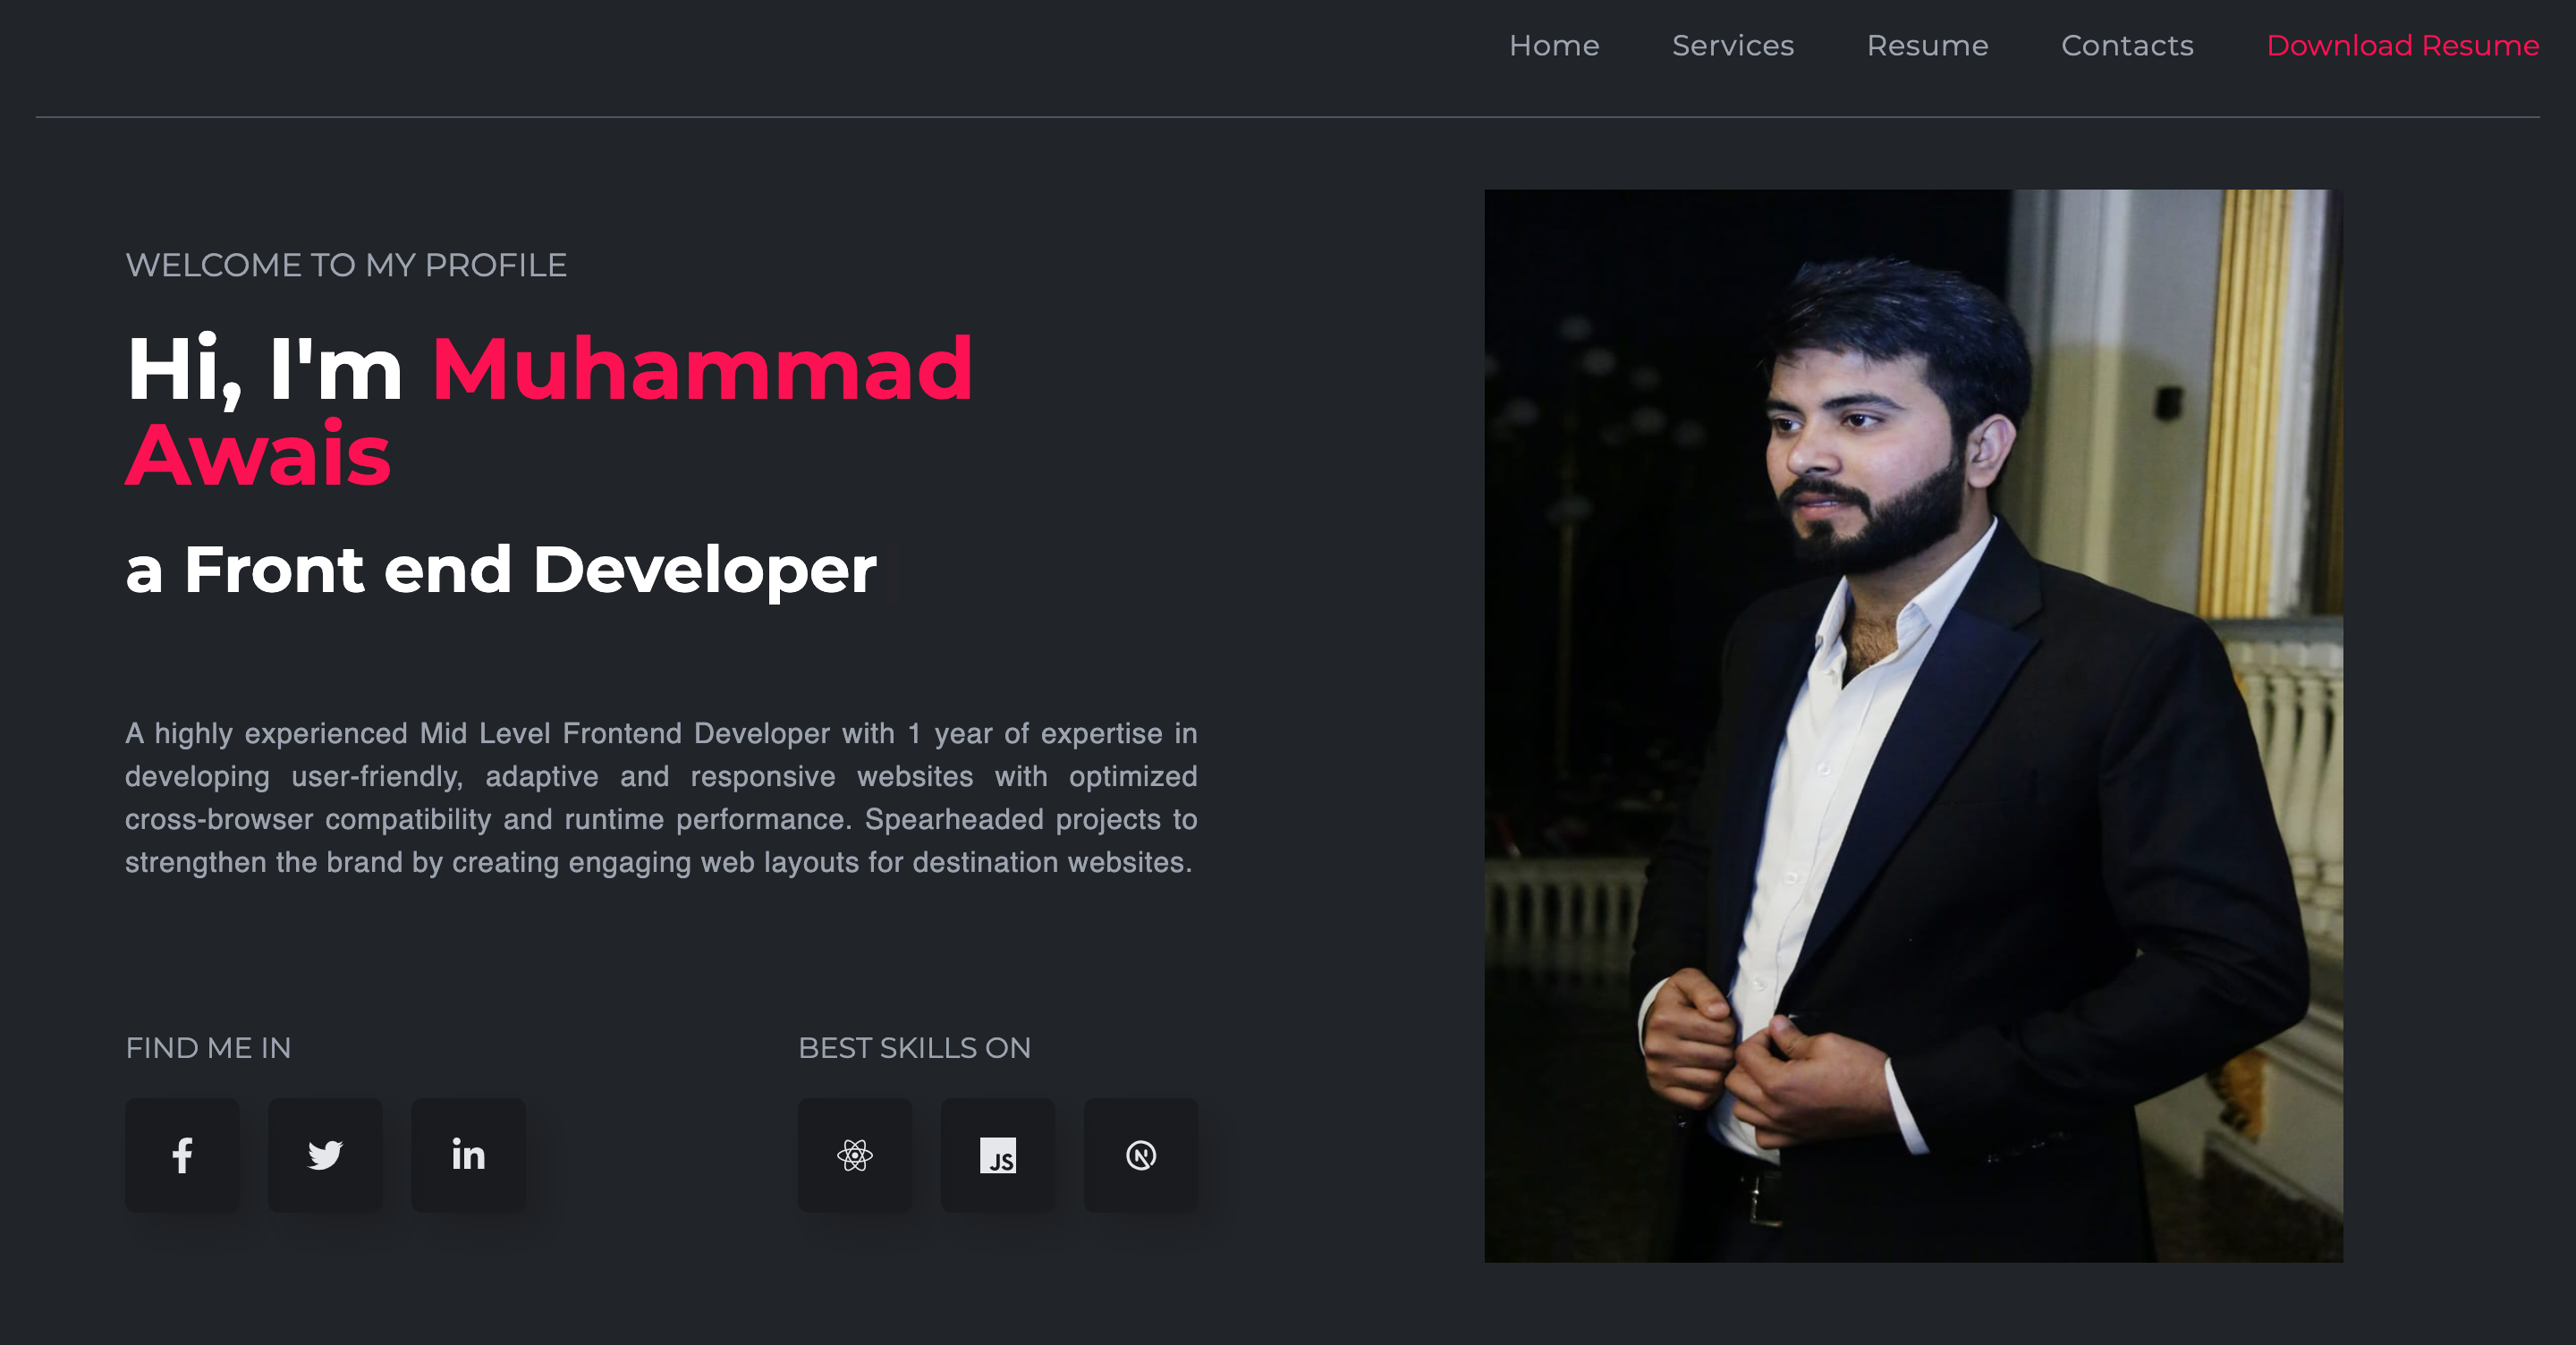 Home Services Resume Contacts Download Resume
WELCOME TO MY PROFILE
Hi, I'm Muhammad
Awais
a Front end Developer
A highly experienced Mid Level Frontend Developer with 1 year of expertise in
developing user-friendly, adaptive and responsive websites with optimized
cross-browser compatibility and runtime performance. Spearheaded projects to
strengthen the brand by creating engaging web layouts for destination websites.
FIND ME IN
BEST SKILLS ON
f in
JS N